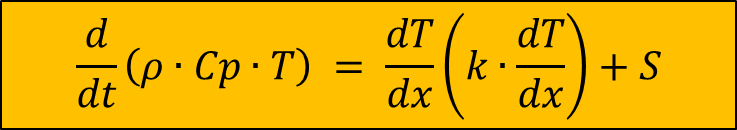 d/dt (ρ · Cp · T) = dT/dx (k · dT/dx) + S